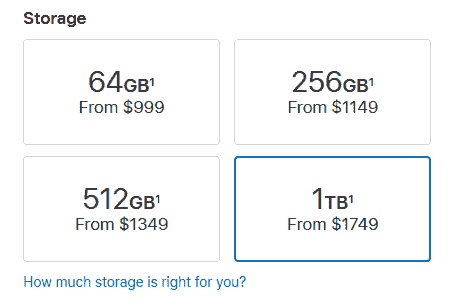 Storage
64GB¹
From $999
256GB¹
From $1149
512GB¹
From $1349
1TB¹
From $1749
How much storage is right for you?